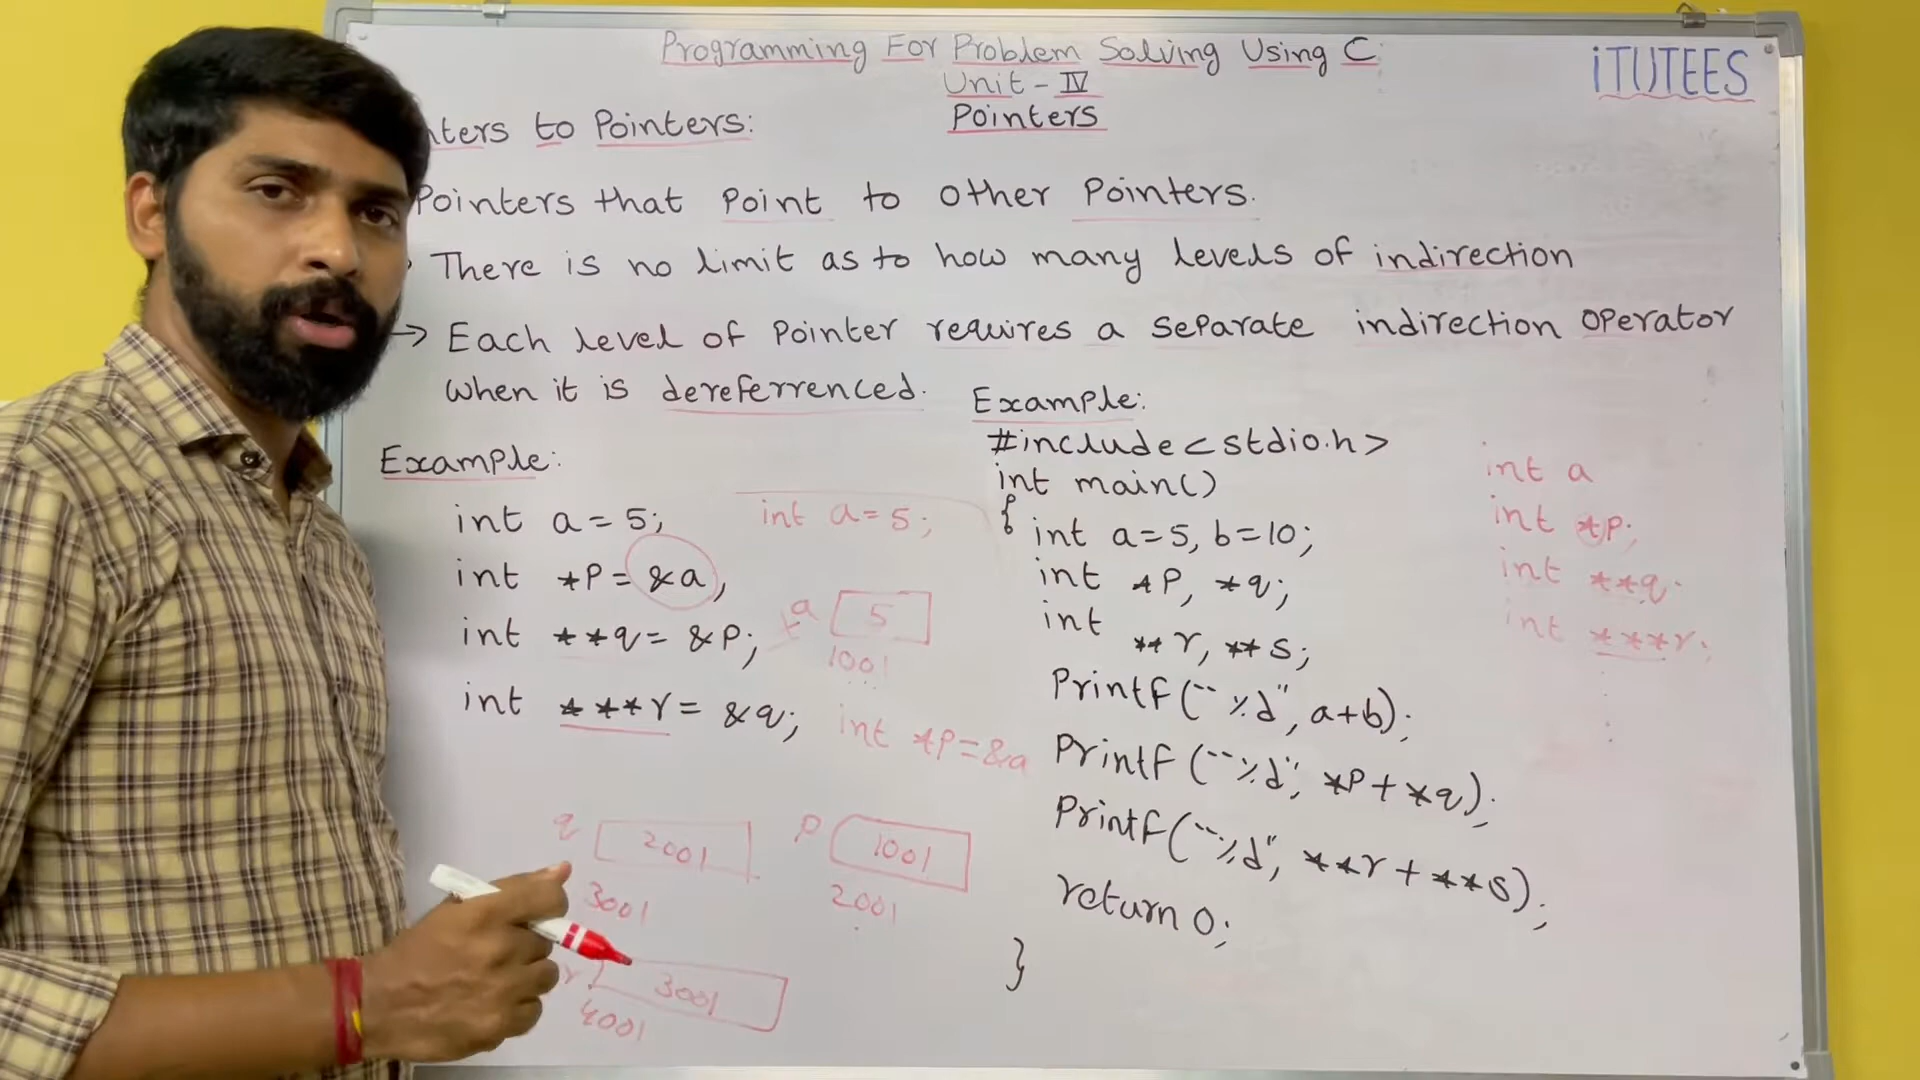 Programming For Problem Solving Using C
iTUTEES
Unit - IV
Pointers
nters to Pointers:
Pointers that Point to other Pointers.
There is no limit as to how many levels of indirection
→ Each level of Pointer requires a separate indirection operator
when it is dereferrenced.
Example:
int a = 5;
int *P = &a,
int **q = &P;
int ***r = &q;
int a = 5;
a 5
1001
int *P = &a
q 2001
3001
P 1001
2001
r 3001
4001
Example:
#include<stdio.h>
int main()
{ int a=5, b=10;
int *P, *q;
int **r, **s;
Printf("%d", a+b);
Printf("%d", *P + *q);
Printf("%d", **r + **s);
return 0;
}
int a
int *P;
int **q.
int ***r;